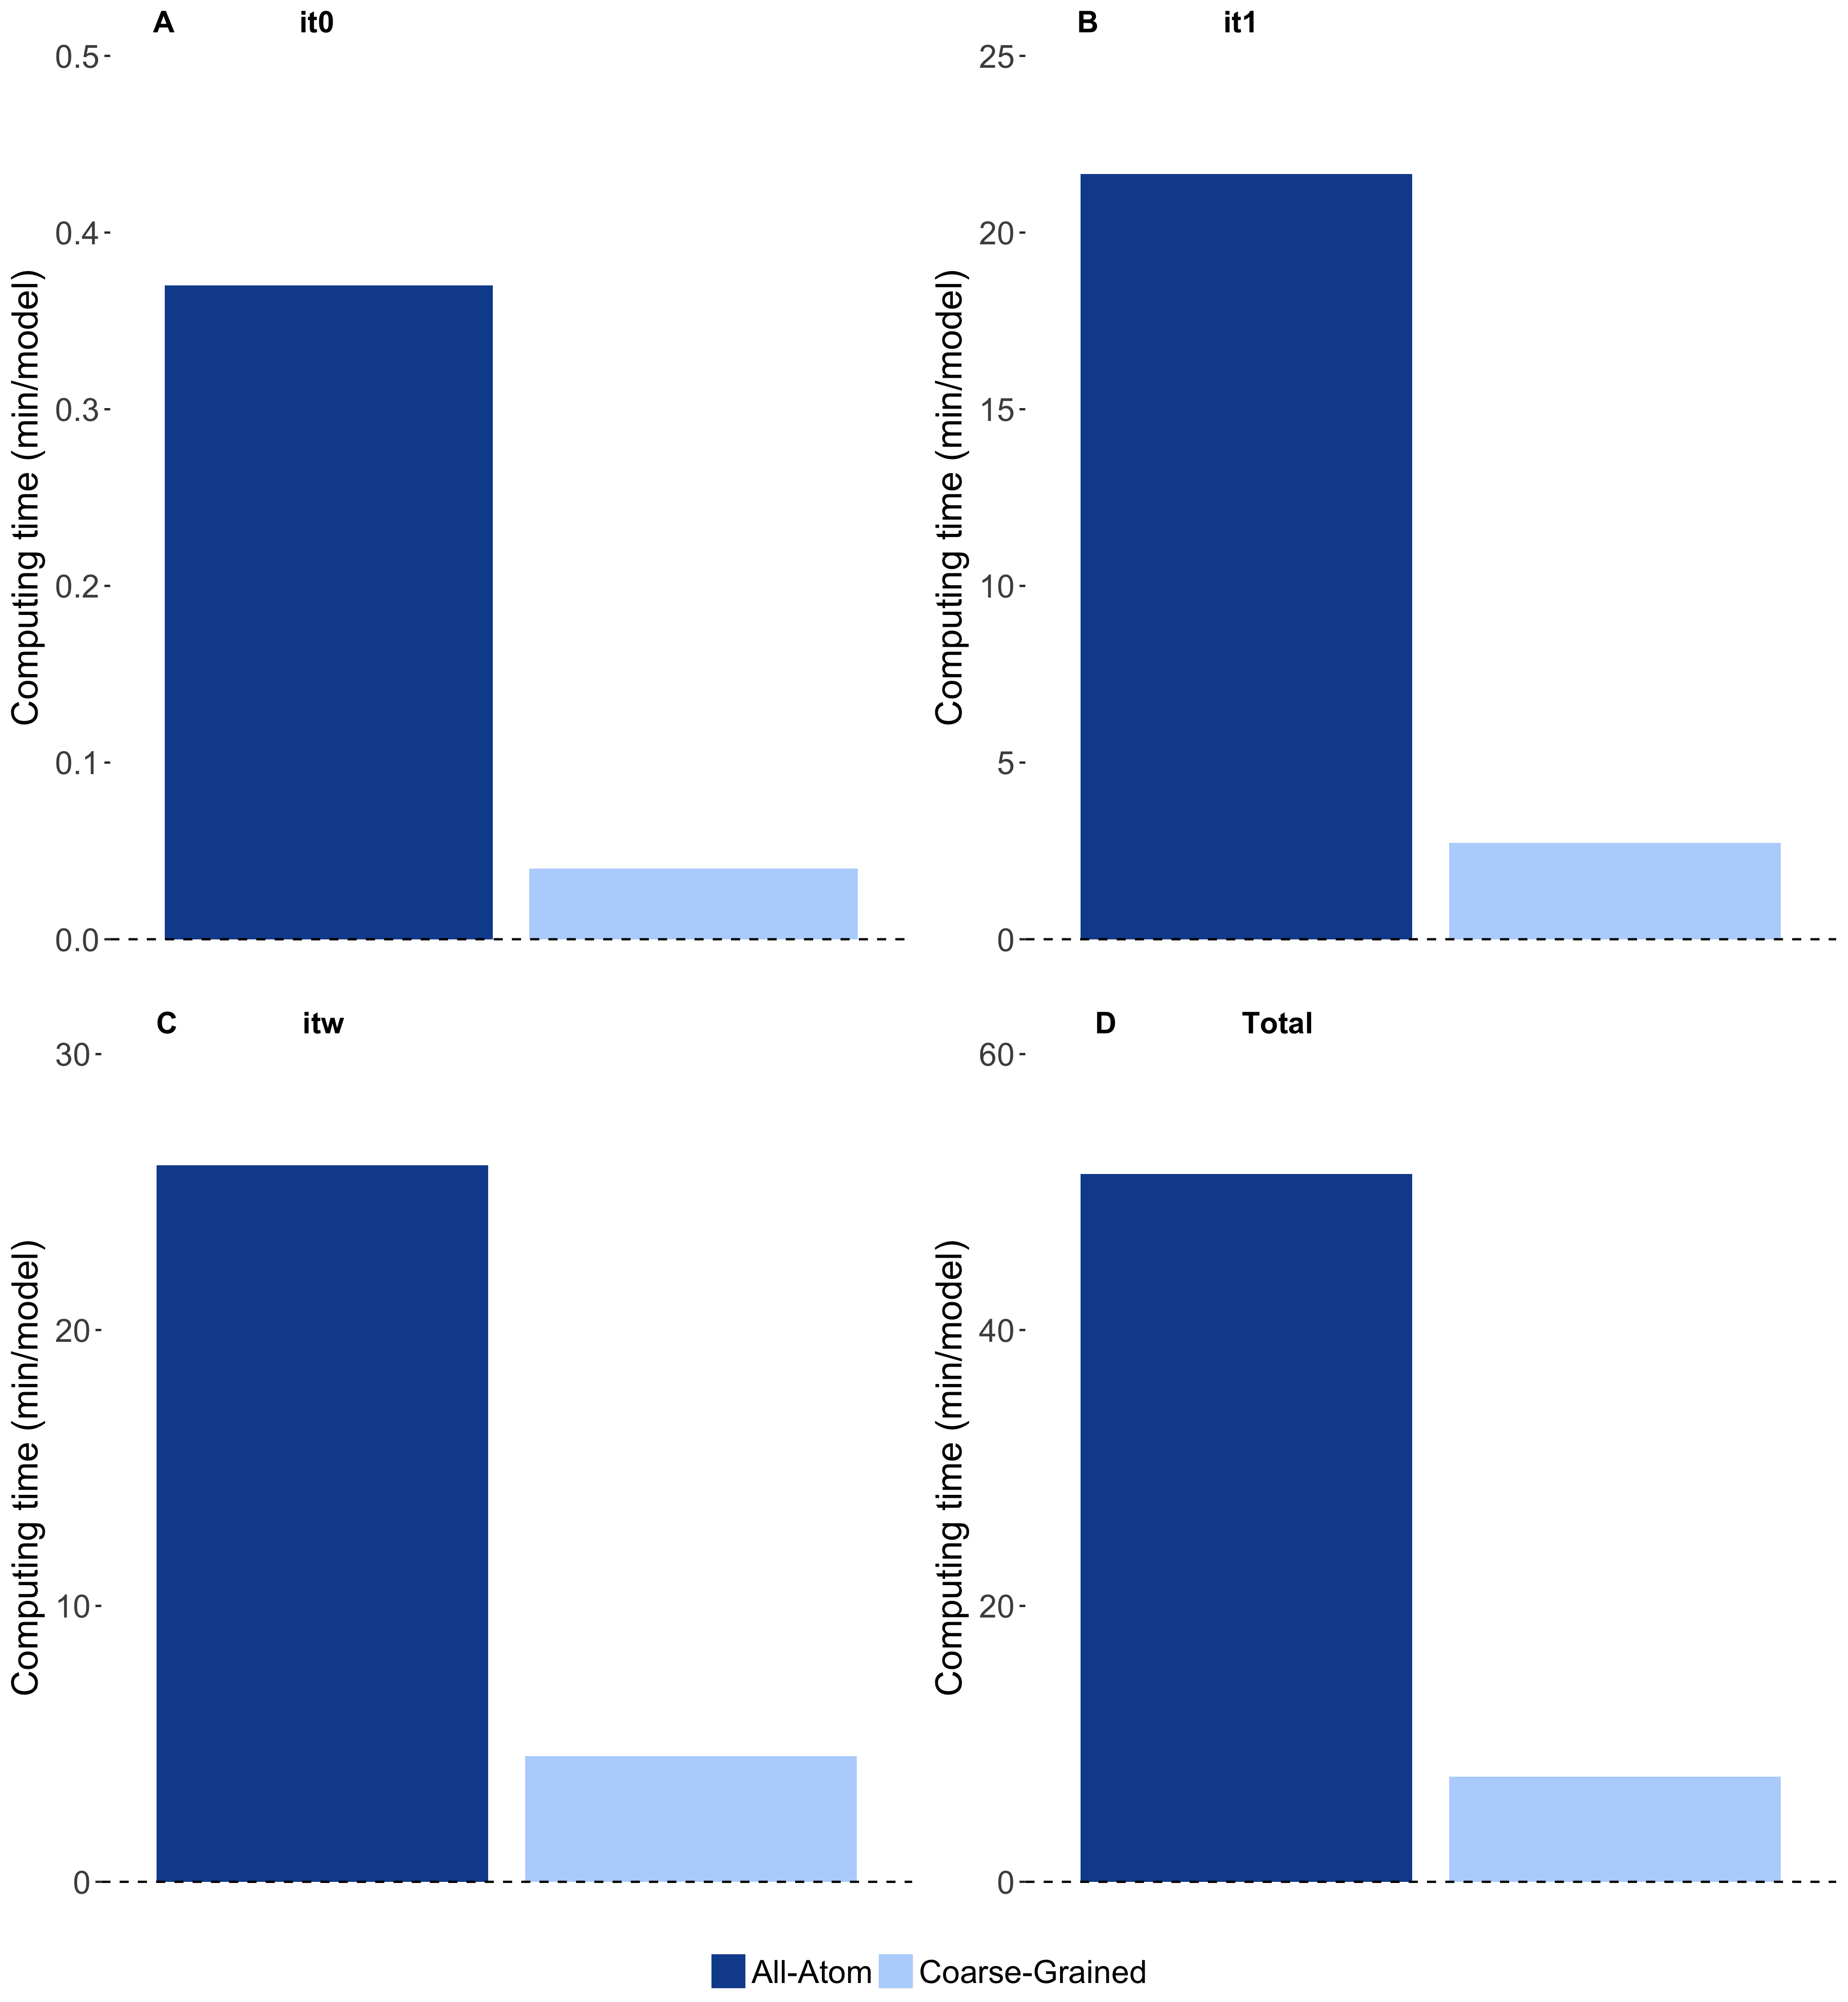 A it0
0.5
0.4
0.3
0.2
0.1
0.0
Computing time (min/model)
B it1
25
20
15
10
5
0
Computing time (min/model)
C itw
30
20
10
0
Computing time (min/model)
D Total
60
40
20
0
Computing time (min/model)
All-Atom Coarse-Grained